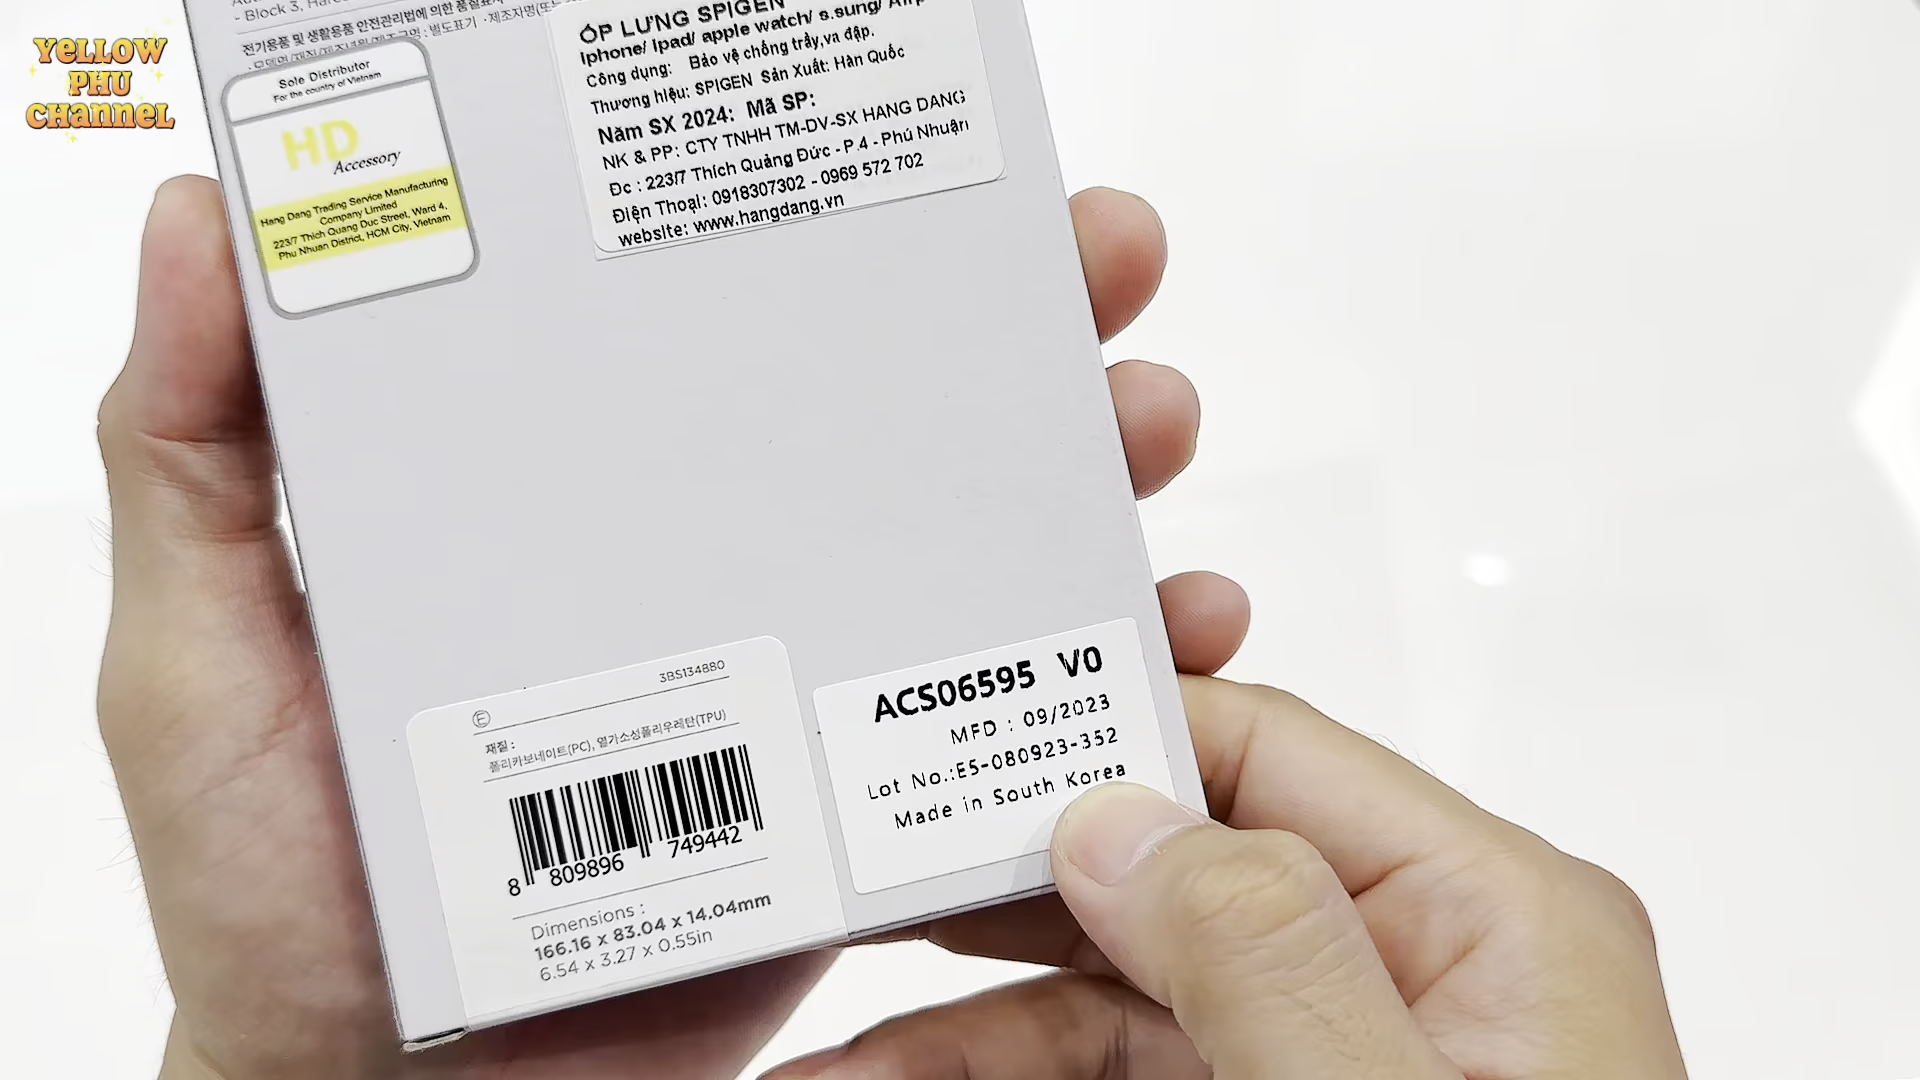 YELLOW
PHU
CHANNEL
- Block 3,
전기용품 및 생활용품 안전관리법에 의한 품질표시
Sole Distributor
For the country of Vietnam
HD
Accessory
Hang Dang Trading Service Manufacturing
Company Limited
223/7 Thich Quang Duc Street, Ward 4,
Phu Nhuan District, HCM City, Vietnam
ỐP LƯNG SPIGEN
Iphone/ Ipad/ apple watch/ s.sung/
Công dụng: Bảo vệ chống trầy,va đập.
Thương hiệu: SPIGEN Sản Xuất: Hàn Quốc
Năm SX 2024: Mã SP:
NK & PP: CTY TNHH TM-DV-SX HANG DANG
Đc : 223/7 Thích Quảng Đức - P.4 - Phú Nhuận
Điện Thoại: 0918307302 - 0969 572 702
website: www.hangdang.vn
3BS134880
E
재질 :
폴리카보네이트(PC), 열가소성폴리우레탄(TPU)
8 809896 749442
Dimensions :
166.16 x 83.04 x 14.04mm
6.54 x 3.27 x 0.55in
ACS06595 V0
MFD : 09/2023
Lot No.:E5-080923-352
Made in South Korea